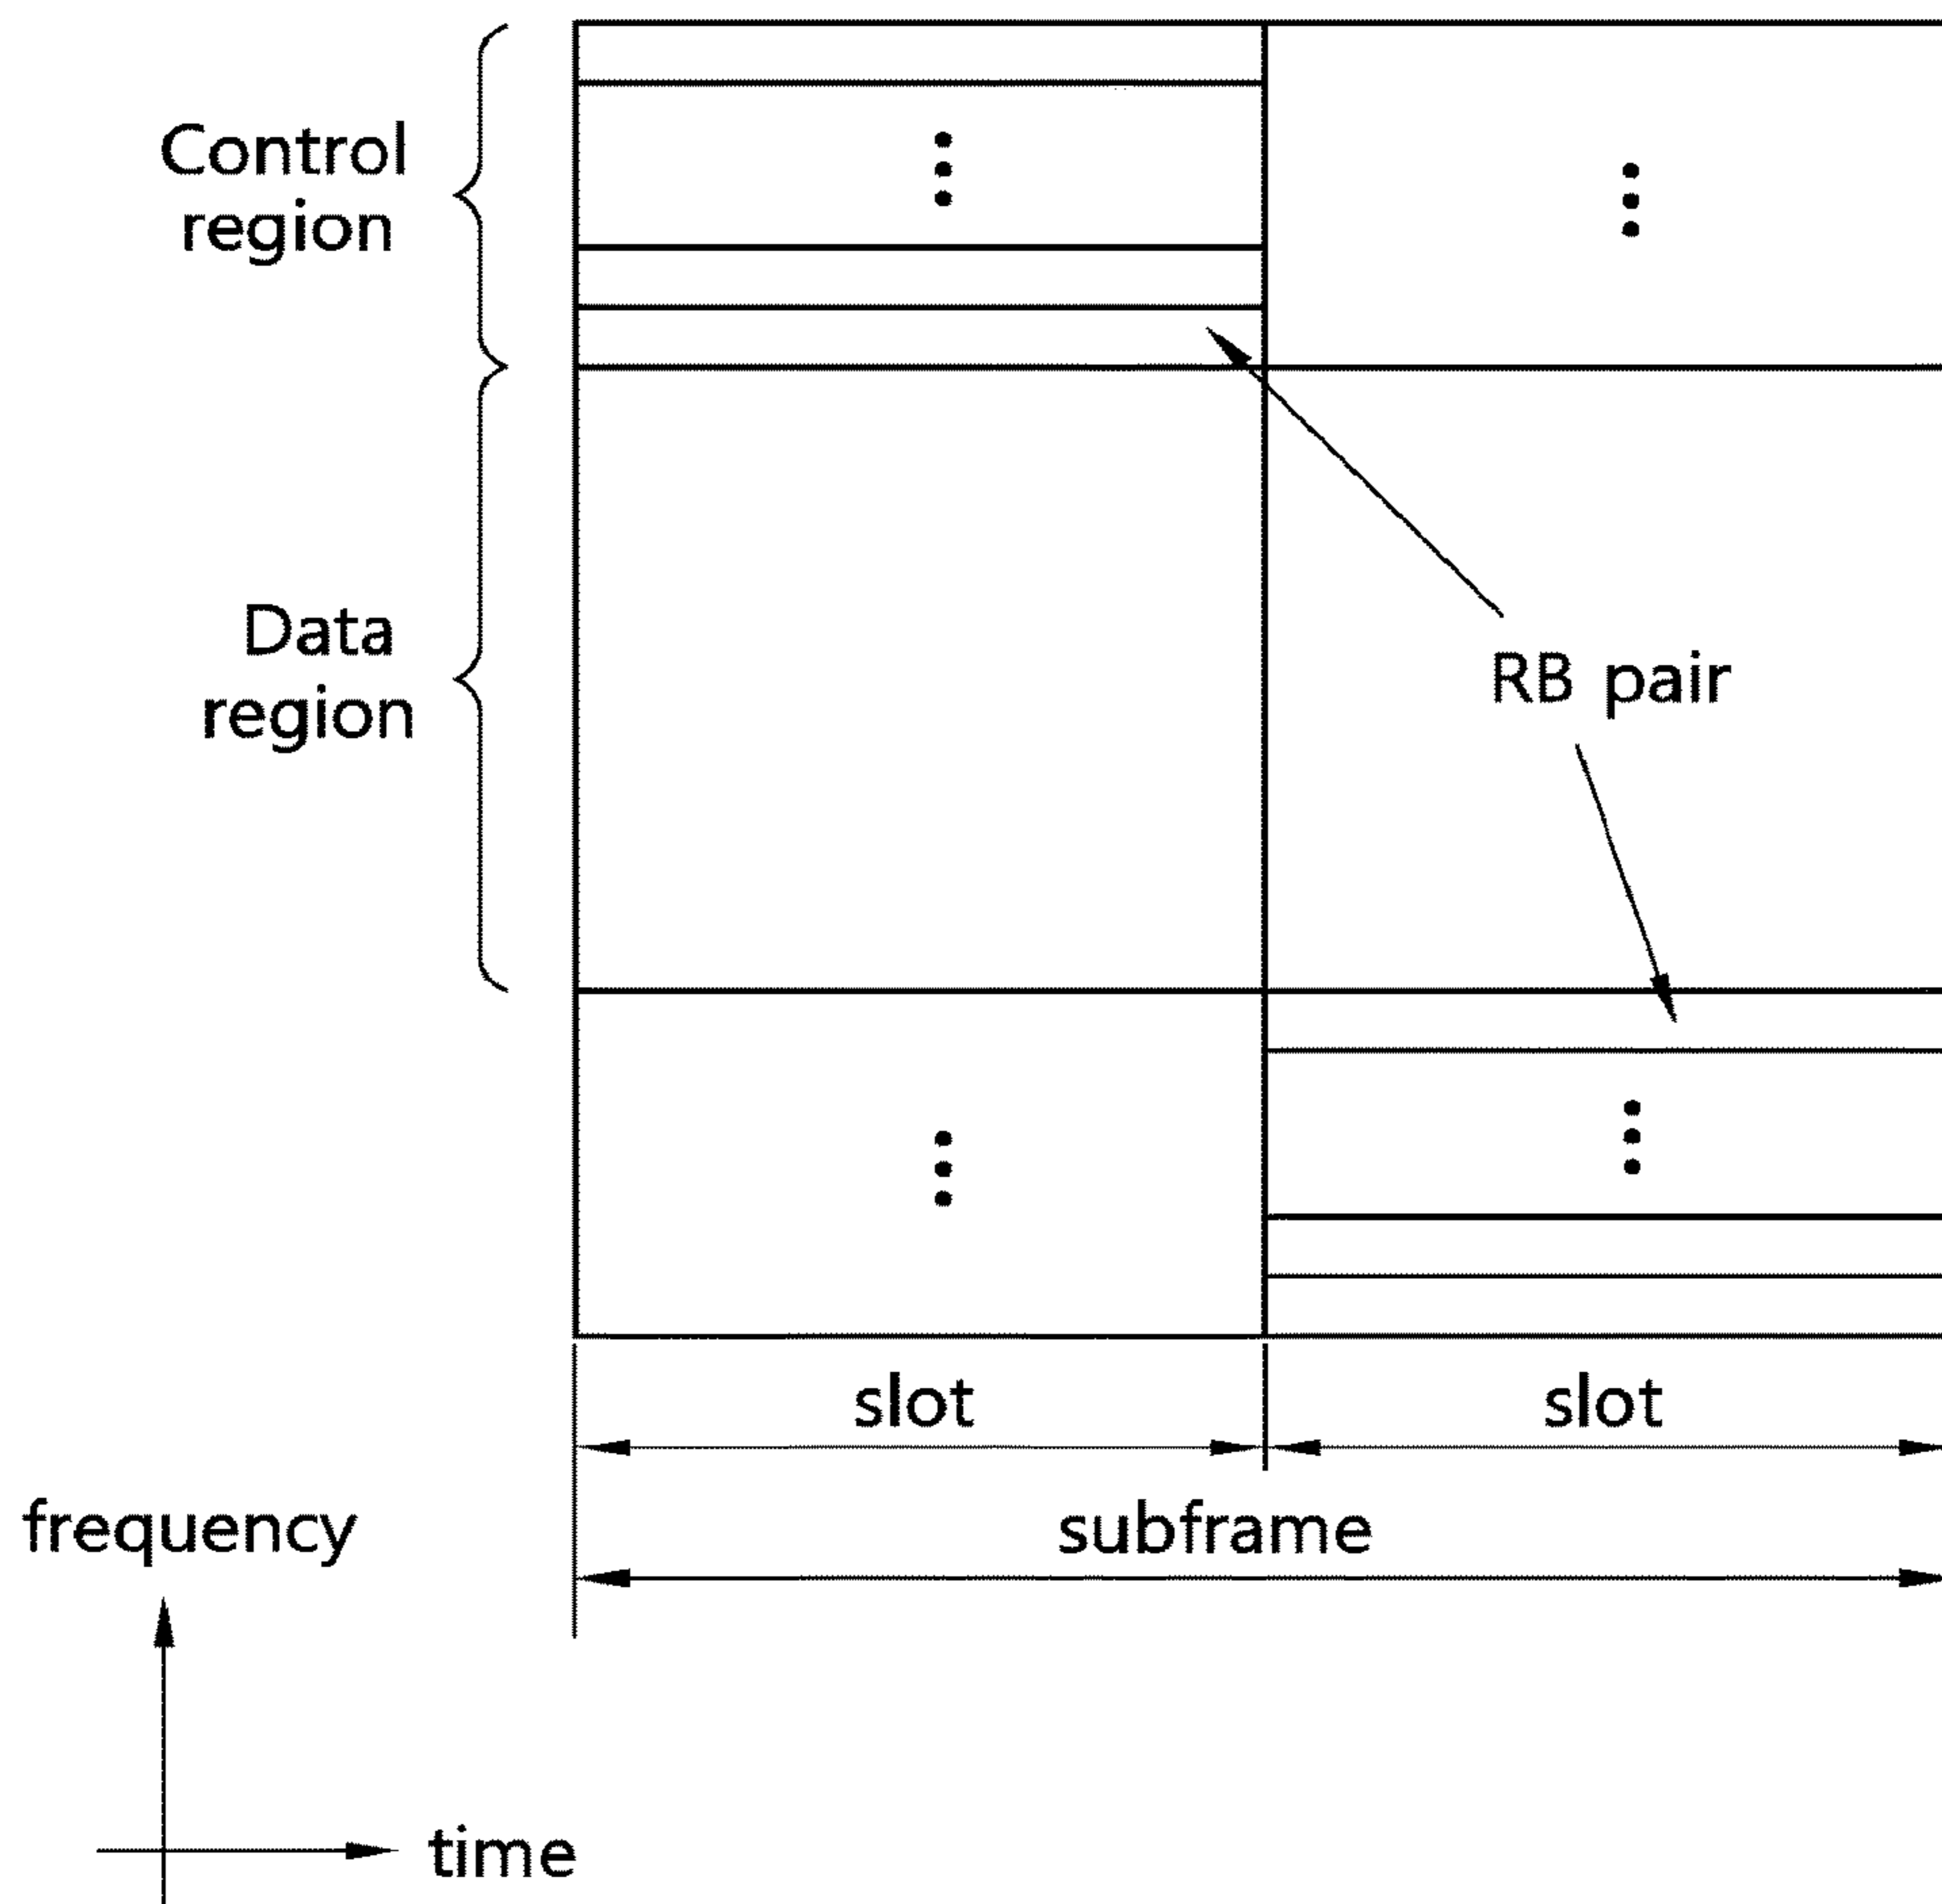 Control
region
Data
region
RB pair
slot
slot
subframe
frequency
time